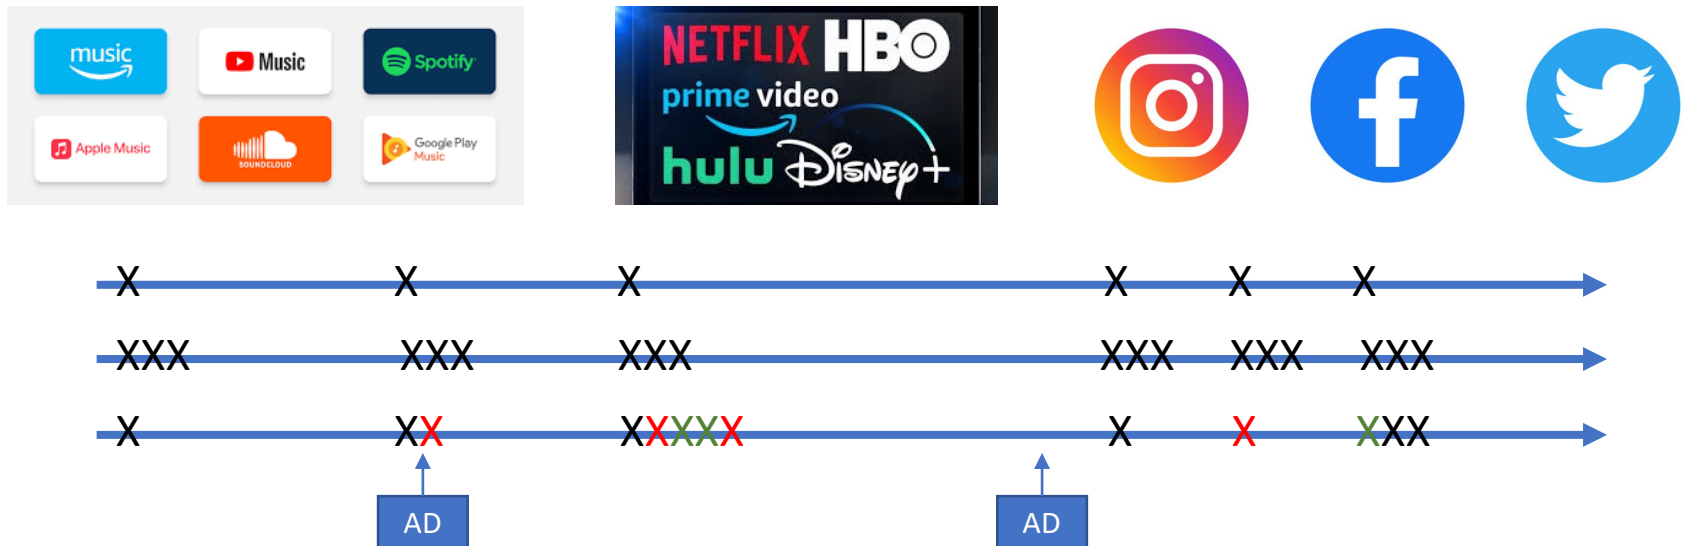 music
Music
Spotify
Apple Music
SOUNDCLOUD
Google Play
Music
NETFLIX HBO
prime video
hulu Disney+
X X X X X X
XXX XXX XXX XXX XXX XXX
X XX XXXXX X X XXX
AD AD